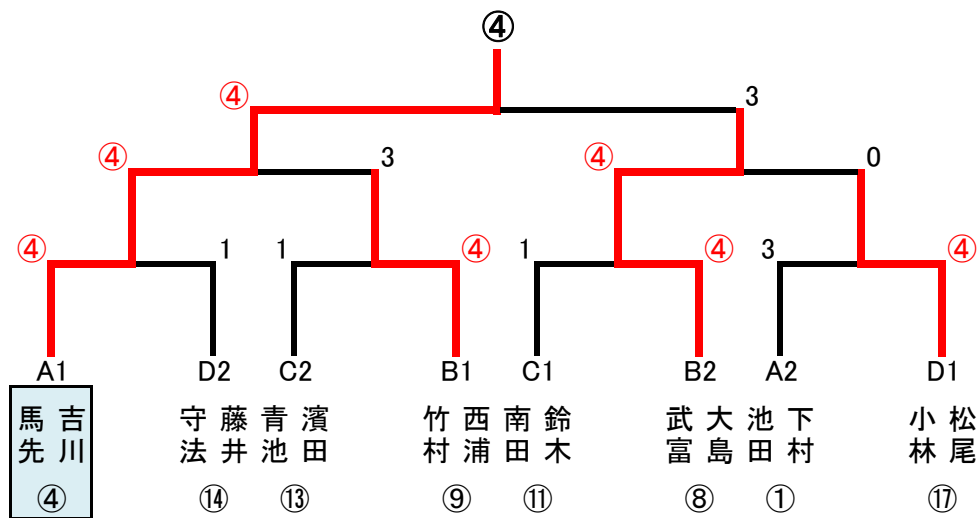 ④
④ 3
④ 3 ④ 0
④ 1 1 ④ 1 ④ 3 ④
A1 D2 C2 B1 C1 B2 A2 D1
吉川
馬先
④
藤井
守法
⑭
濱田
青池
⑬
西浦
竹村
⑨
鈴木
南田
⑪
大島
武富
⑧
下村
池田
①
松尾
小林
⑰